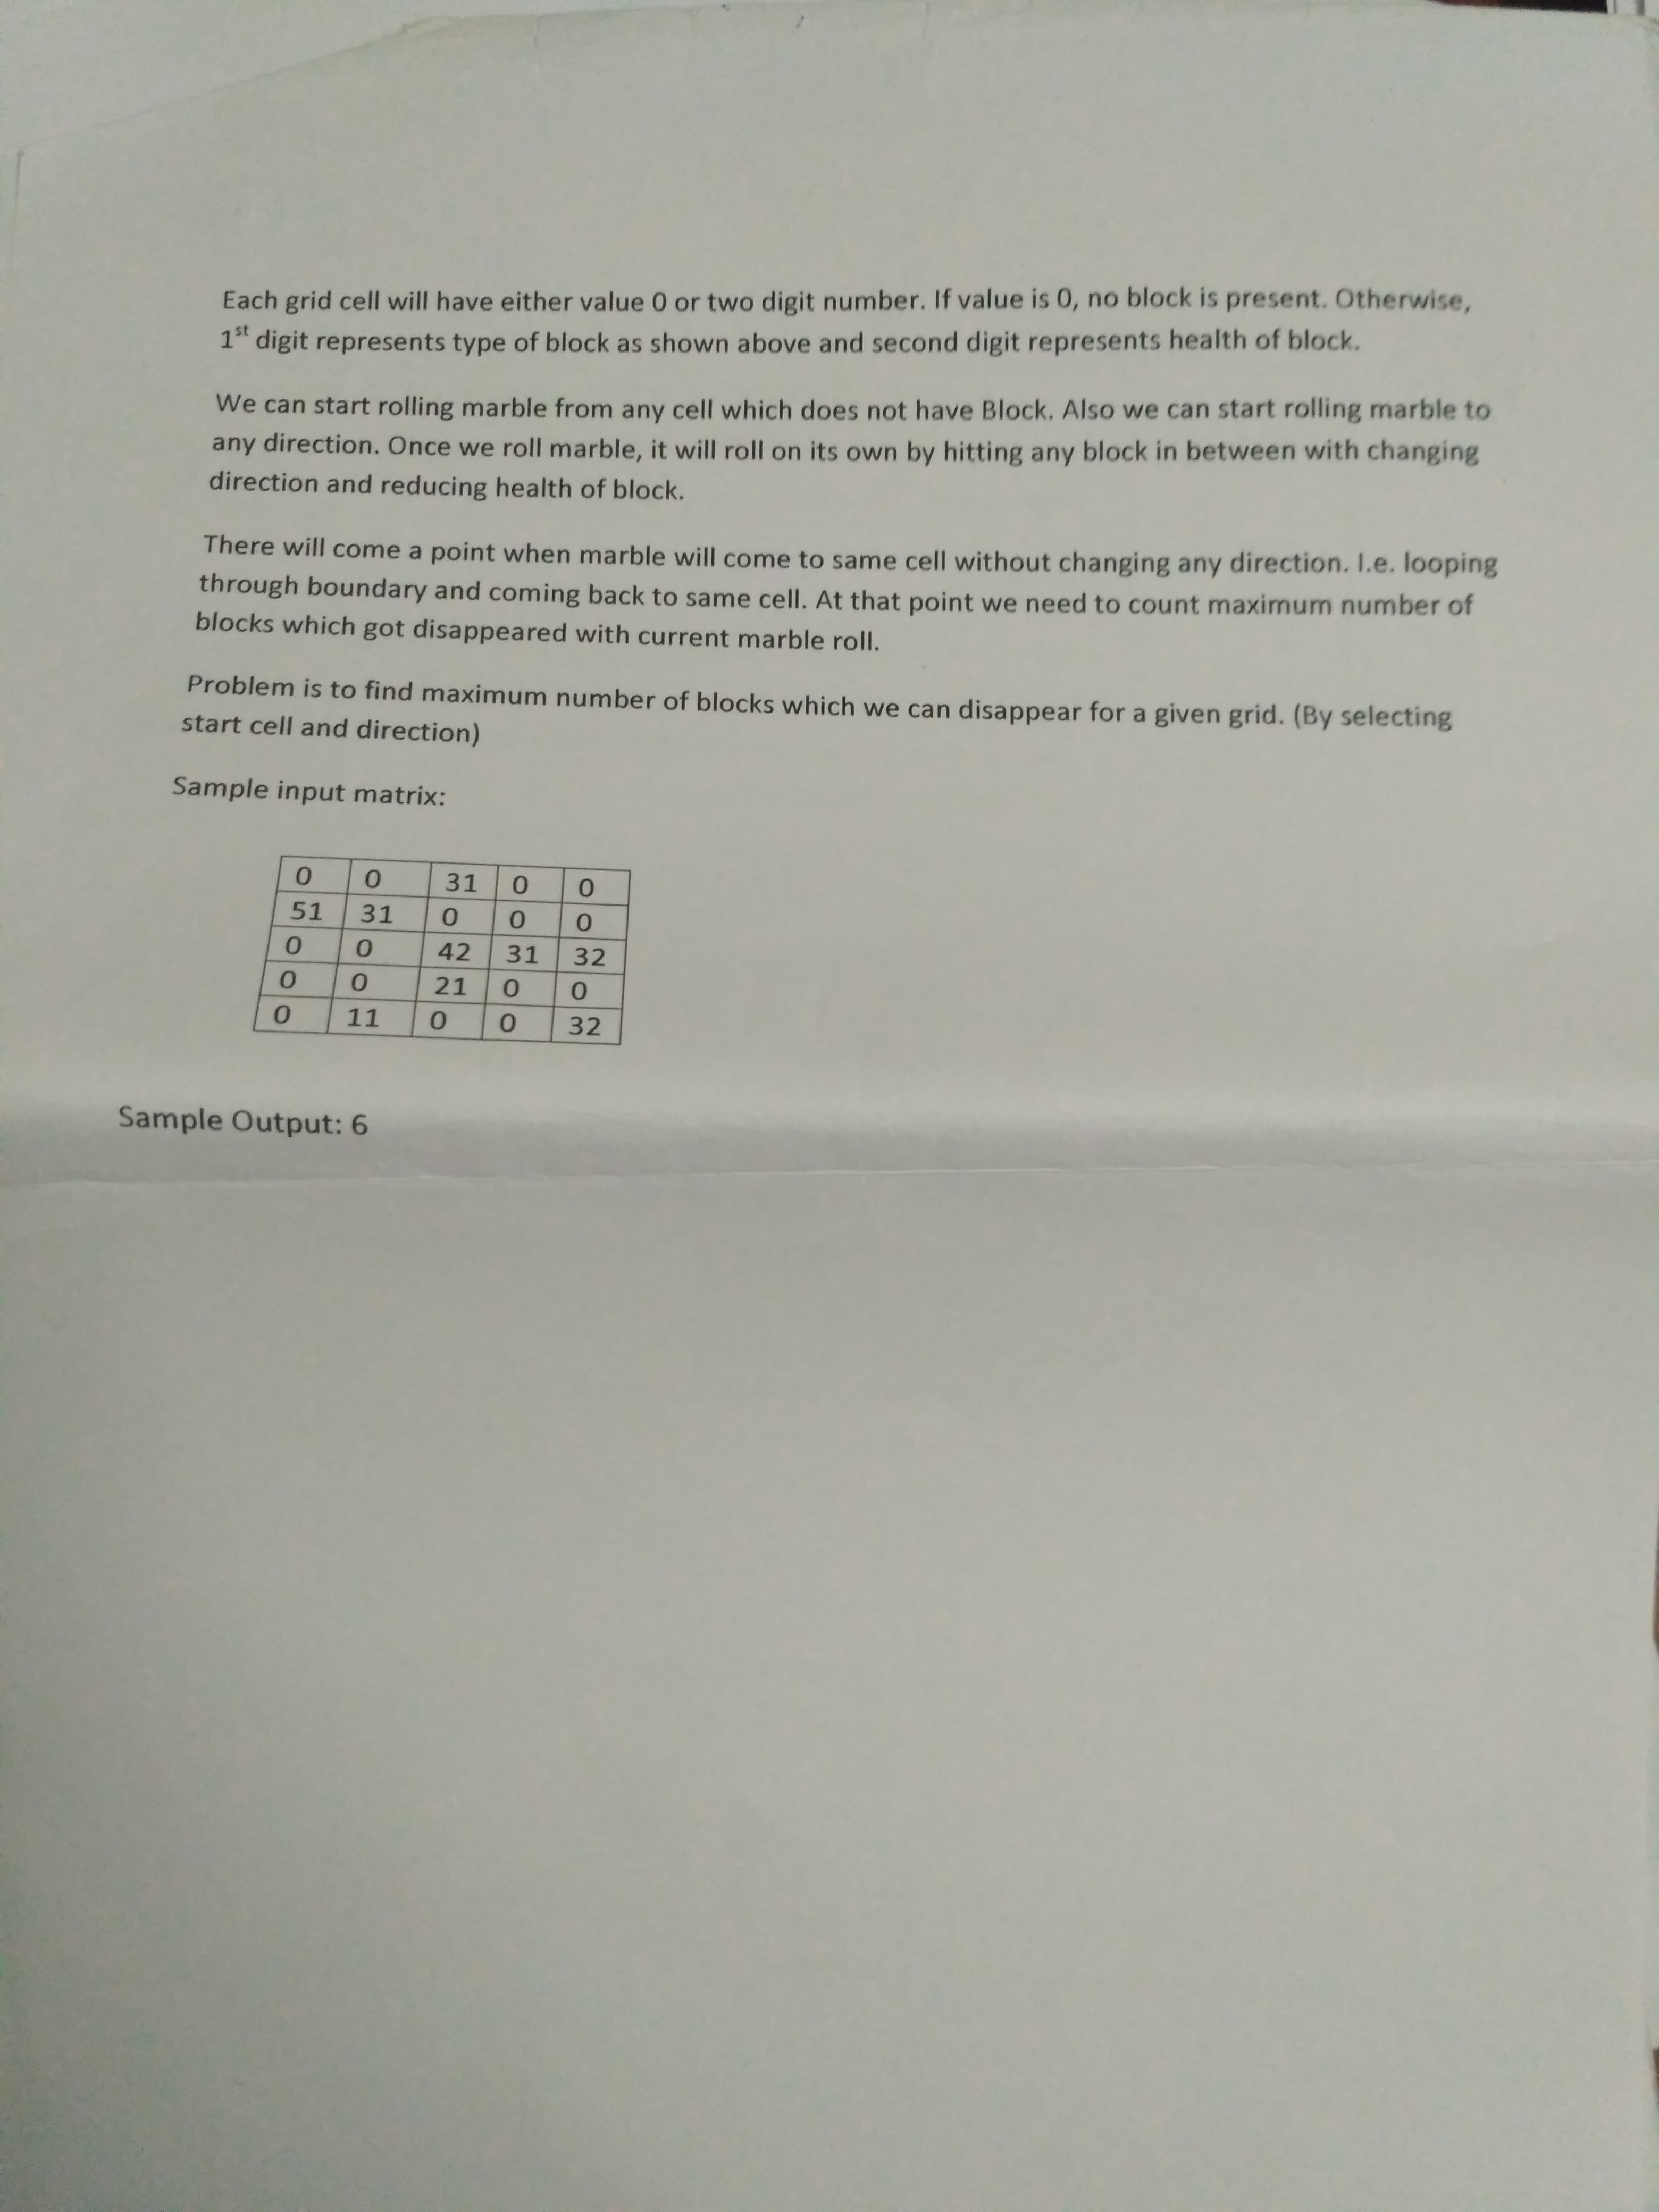 Each grid cell will have either value 0 or two digit number. If value is 0, no block is present. Otherwise,
1st digit represents type of block as shown above and second digit represents health of block.
We can start rolling marble from any cell which does not have Block. Also we can start rolling marble to
any direction. Once we roll marble, it will roll on its own by hitting any block in between with changing
direction and reducing health of block.
There will come a point when marble will come to same cell without changing any direction. I.e. looping
through boundary and coming back to same cell. At that point we need to count maximum number of
blocks which got disappeared with current marble roll.
Problem is to find maximum number of blocks which we can disappear for a given grid. (By selecting
start cell and direction)
Sample input matrix:
0 0 31 0 0
51 31 0 0 0
0 0 42 31 32
0 0 21 0 0
0 11 0 0 32
Sample Output: 6